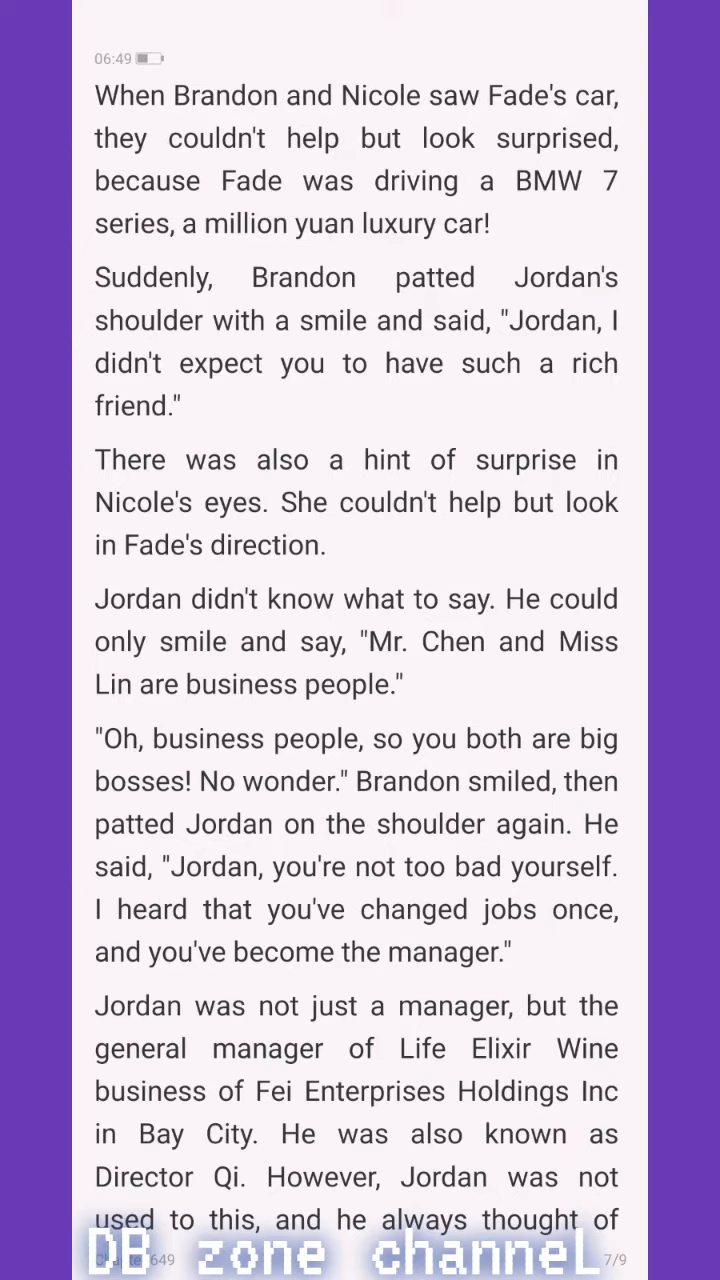 06:49
When Brandon and Nicole saw Fade's car,
they couldn't help but look surprised,
because Fade was driving a BMW 7
series, a million yuan luxury car!
Suddenly, Brandon patted Jordan's
shoulder with a smile and said, "Jordan, I
didn't expect you to have such a rich
friend."
There was also a hint of surprise in
Nicole's eyes. She couldn't help but look
in Fade's direction.
Jordan didn't know what to say. He could
only smile and say, "Mr. Chen and Miss
Lin are business people."
"Oh, business people, so you both are big
bosses! No wonder." Brandon smiled, then
patted Jordan on the shoulder again. He
said, "Jordan, you're not too bad yourself.
I heard that you've changed jobs once,
and you've become the manager."
Jordan was not just a manager, but the
general manager of Life Elixir Wine
business of Fei Enterprises Holdings Inc
in Bay City. He was also known as
Director Qi. However, Jordan was not
used to this, and he always thought of
DB zone channeL
Chapter 649
7/9